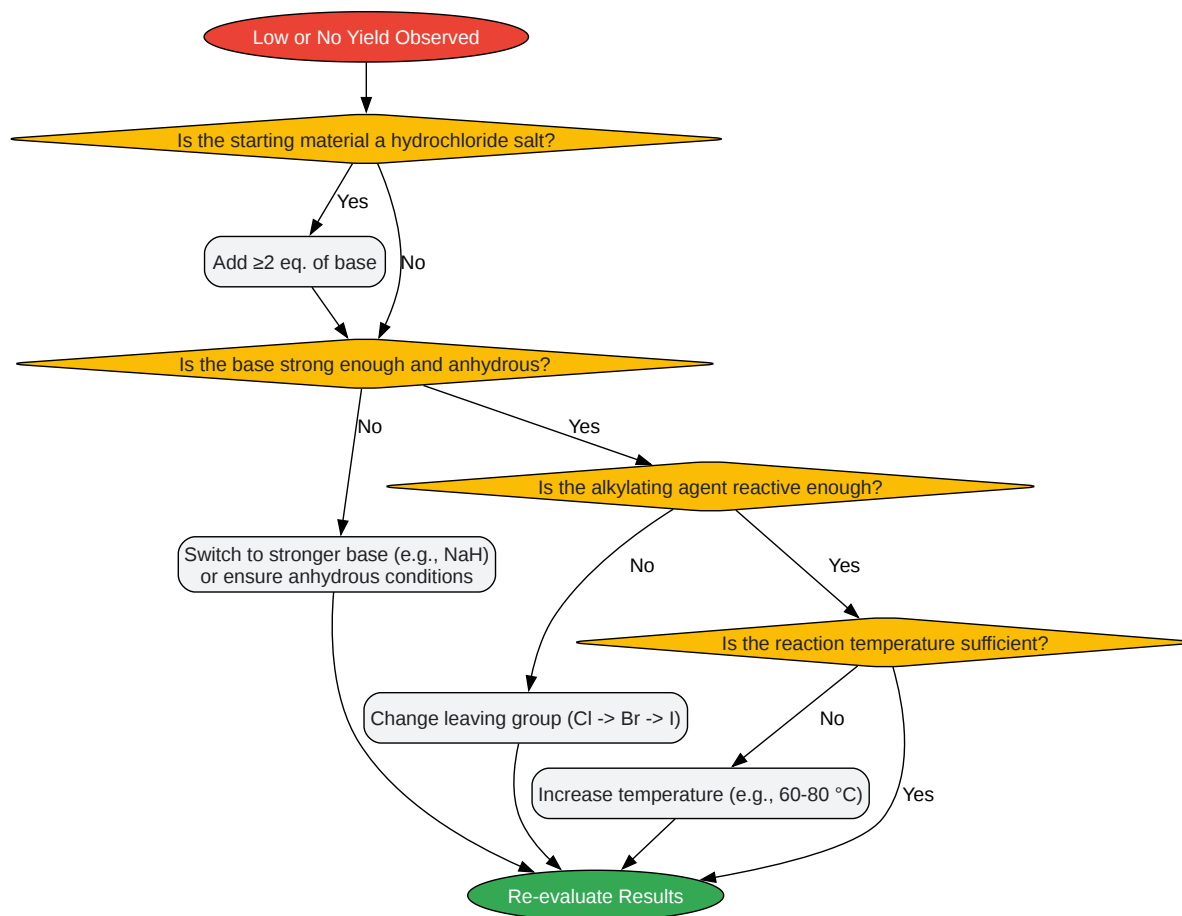 Low or No Yield Observed
Is the starting material a hydrochloride salt?
Yes
Add ≥2 eq. of base
No
Is the base strong enough and anhydrous?
No
Yes
Is the alkylating agent reactive enough?
Switch to stronger base (e.g., NaH)
or ensure anhydrous conditions
No
Yes
Is the reaction temperature sufficient?
Change leaving group (Cl -> Br -> I)
No
Increase temperature (e.g., 60-80 °C)
Yes
Re-evaluate Results